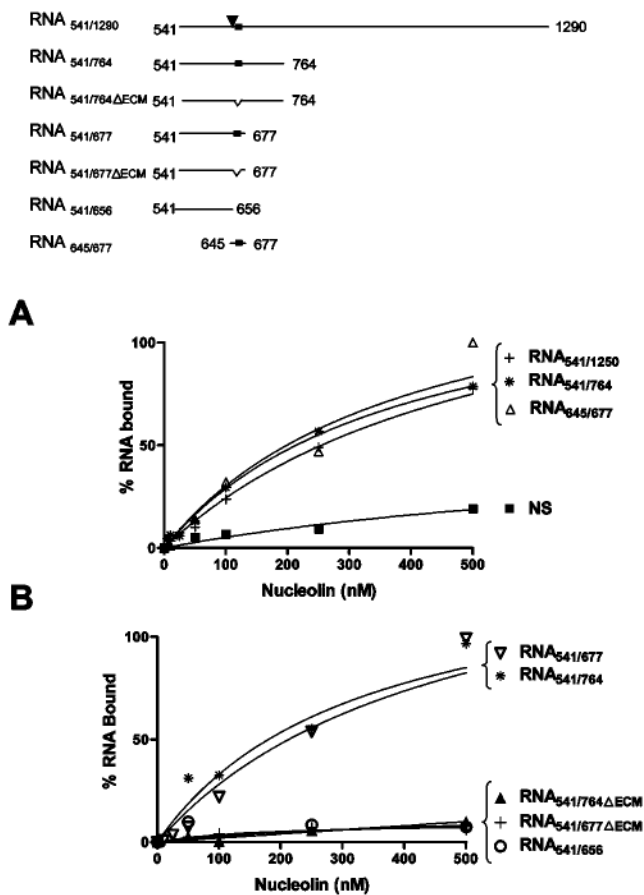 RNA 541/1290 541 1290
RNA 541/764 541 764
RNA 541/764ΔECM 541 764
RNA 541/677 541 677
RNA 541/677ΔECM 541 677
RNA 541/656 541 656
RNA 645/677 645 677
A
100
50
0
% RNA bound
0 100 200 300 400 500
Nucleolin (nM)
RNA541/1250
RNA541/764
RNA645/677
NS
B
100
50
0
% RNA Bound
0 100 200 300 400 500
Nucleolin (nM)
RNA541/677
RNA541/764
RNA541/764ΔECM
RNA541/677ΔECM
RNA541/656